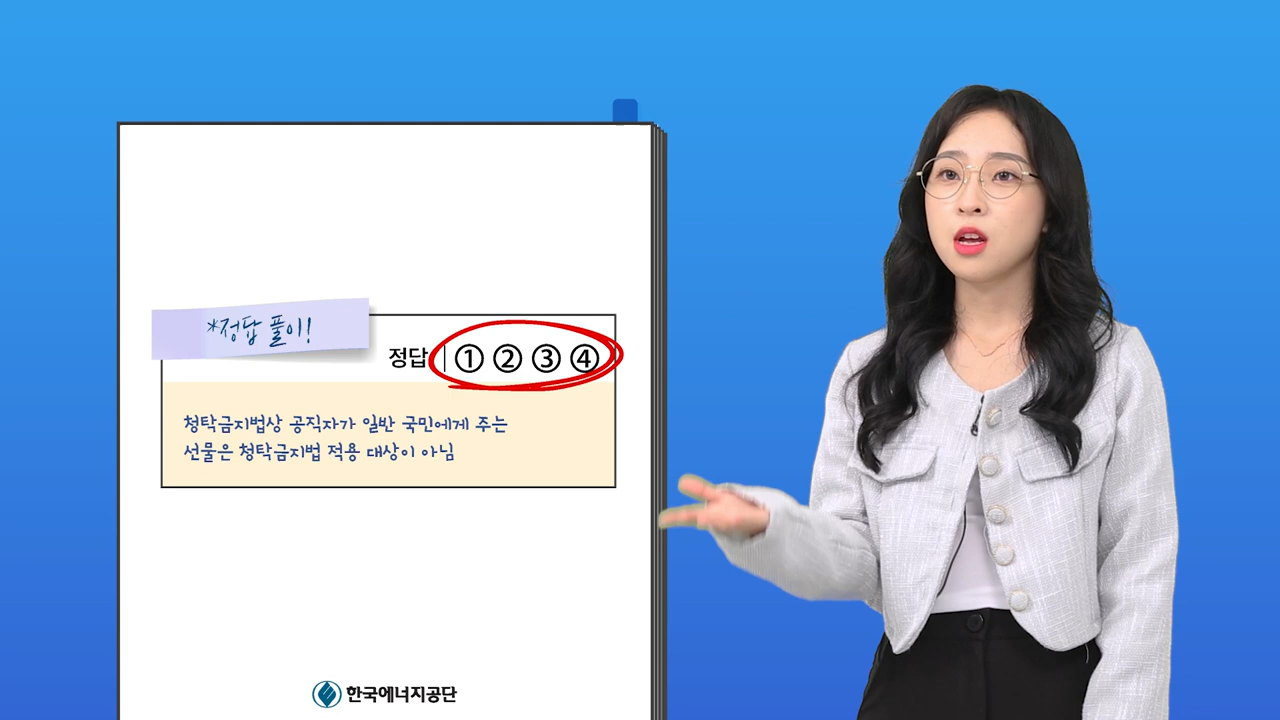 *정답 풀이!
정답 | ① ② ③ ④
청탁금지법상 공직자가 일반 국민에게 주는
선물은 청탁금지법 적용 대상이 아님
한국에너지공단